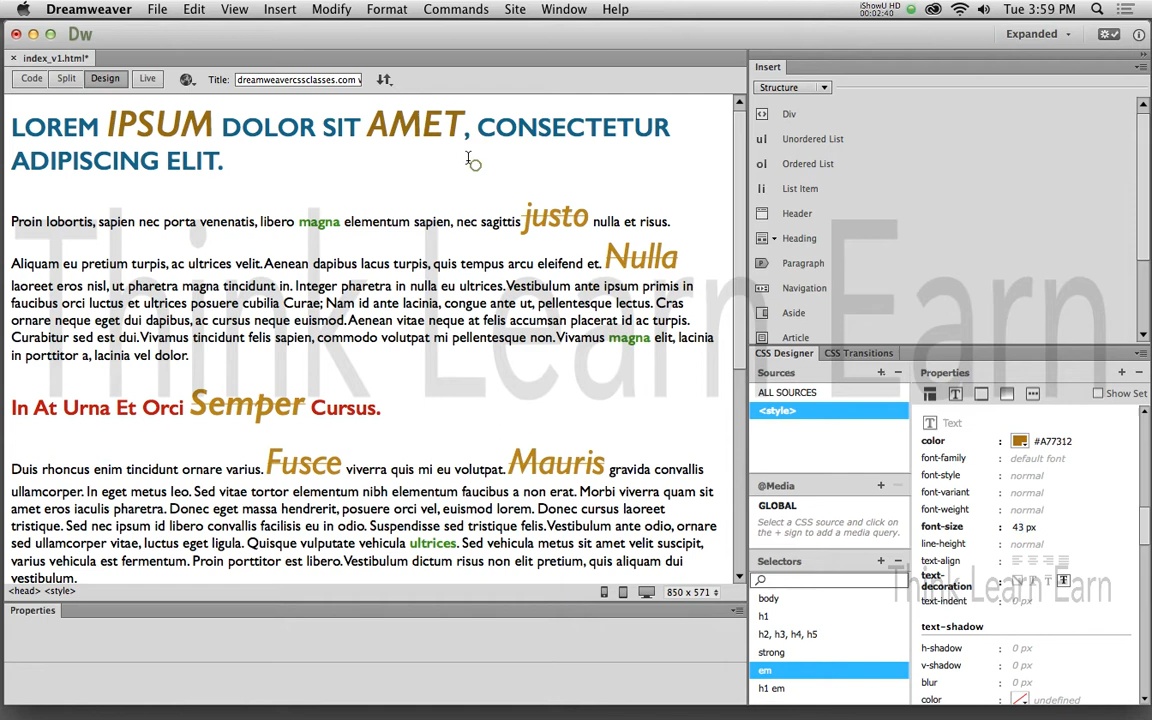 Dreamweaver File Edit View Insert Modify Format Commands Site Window Help iShowU HD 00:02:40 Tue 3:59 PM
Dw Expanded
index_v1.html*
Code Split Design Live Title: dreamweavercssclasses.com v
LOREM IPSUM DOLOR SIT AMET, CONSECTETUR
ADIPISCING ELIT.
Proin lobortis, sapien nec porta venenatis, libero magna elementum sapien, nec sagittis justo nulla et risus.
Aliquam eu pretium turpis, ac ultrices velit. Aenean dapibus lacus turpis, quis tempus arcu eleifend et. Nulla
laoreet eros nisl, ut pharetra magna tincidunt in. Integer pharetra in nulla eu ultrices. Vestibulum ante ipsum primis in
faucibus orci luctus et ultrices posuere cubilia Curae; Nam id ante lacinia, congue ante ut, pellentesque lectus. Cras
ornare neque eget dui dapibus, ac cursus neque euismod. Aenean vitae neque at felis accumsan placerat id ac turpis.
Curabitur sed est dui. Vivamus tincidunt felis sapien, commodo volutpat mi pellentesque non. Vivamus magna elit, lacinia
in porttitor a, lacinia vel dolor.
In At Urna Et Orci Semper Cursus.
Duis rhoncus enim tincidunt ornare varius. Fusce viverra quis mi eu volutpat. Mauris gravida convallis
ullamcorper. In eget metus leo. Sed vitae tortor elementum nibh elementum faucibus a non erat. Morbi viverra quam sit
amet eros iaculis pharetra. Donec eget massa hendrerit, posuere orci vel, euismod lorem. Donec cursus laoreet
tristique. Sed nec ipsum id libero convallis facilisis eu in odio. Suspendisse sed tristique felis. Vestibulum ante odio, ornare
sed ullamcorper vitae, luctus eget ligula. Quisque vulputate vehicula ultrices. Sed vehicula metus sit amet velit suscipit,
varius vestibulum est fermentum. Proin porttitor est libero. Vestibulum dictum risus non enim luctus, quis aliquam dui
vestibulum.
<head> <style> 850 x 571
Properties
Insert
Structure
Div
ul Unordered List
ol Ordered List
li List Item
Header
Heading
Paragraph
Navigation
Aside
Article
CSS Designer CSS Transitions
Sources
ALL SOURCES
<style>
@Media
GLOBAL
Select a CSS source and click on
the + sign to add a media query.
Selectors
body
h1
h2, h3, h4, h5
strong
em
h1 em
Properties
Show Set
Text
color : #A77312
font-family : default font
font-style : normal
font-variant : normal
font-weight : normal
font-size : 43 px
line-height : normal
text-align :
text-decoration :
text-indent : 0 px
text-shadow
h-shadow : 0 px
v-shadow : 0 px
blur : 0 px
color : undefined
Think Learn Earn
Think Learn Earn